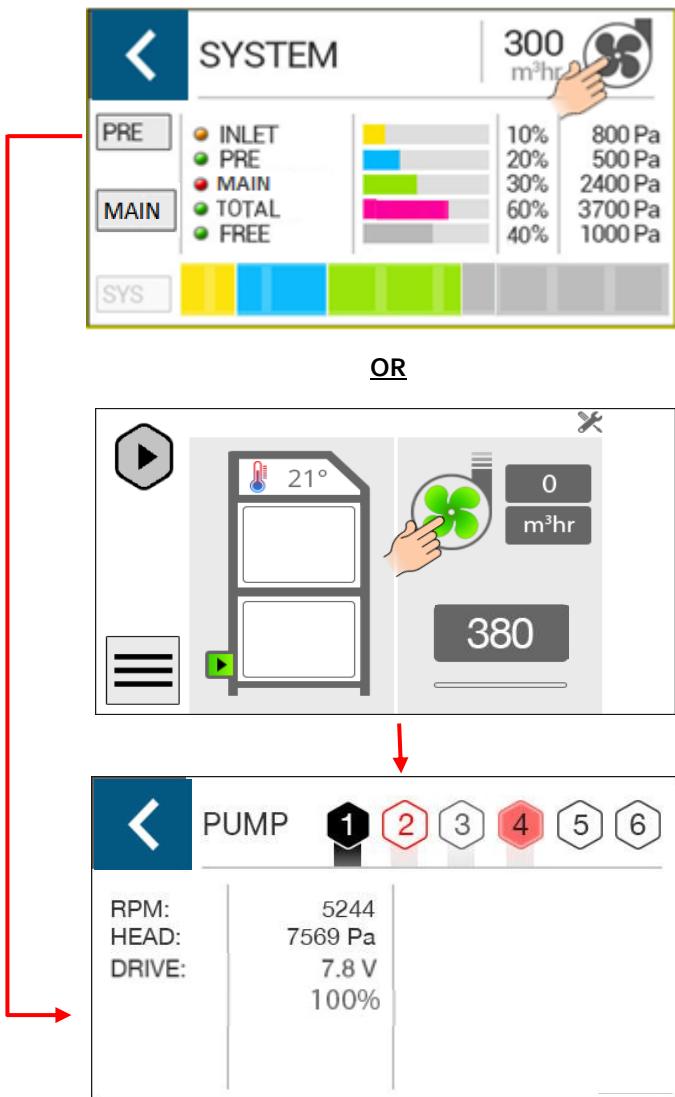 SYSTEM 300 m³hr
PRE
MAIN
SYS
INLET 10% 800 Pa
PRE 20% 500 Pa
MAIN 30% 2400 Pa
TOTAL 60% 3700 Pa
FREE 40% 1000 Pa
OR
21°
0
m³hr
380
PUMP 1 2 3 4 5 6
RPM: 5244
HEAD: 7569 Pa
DRIVE: 7.8 V
100%